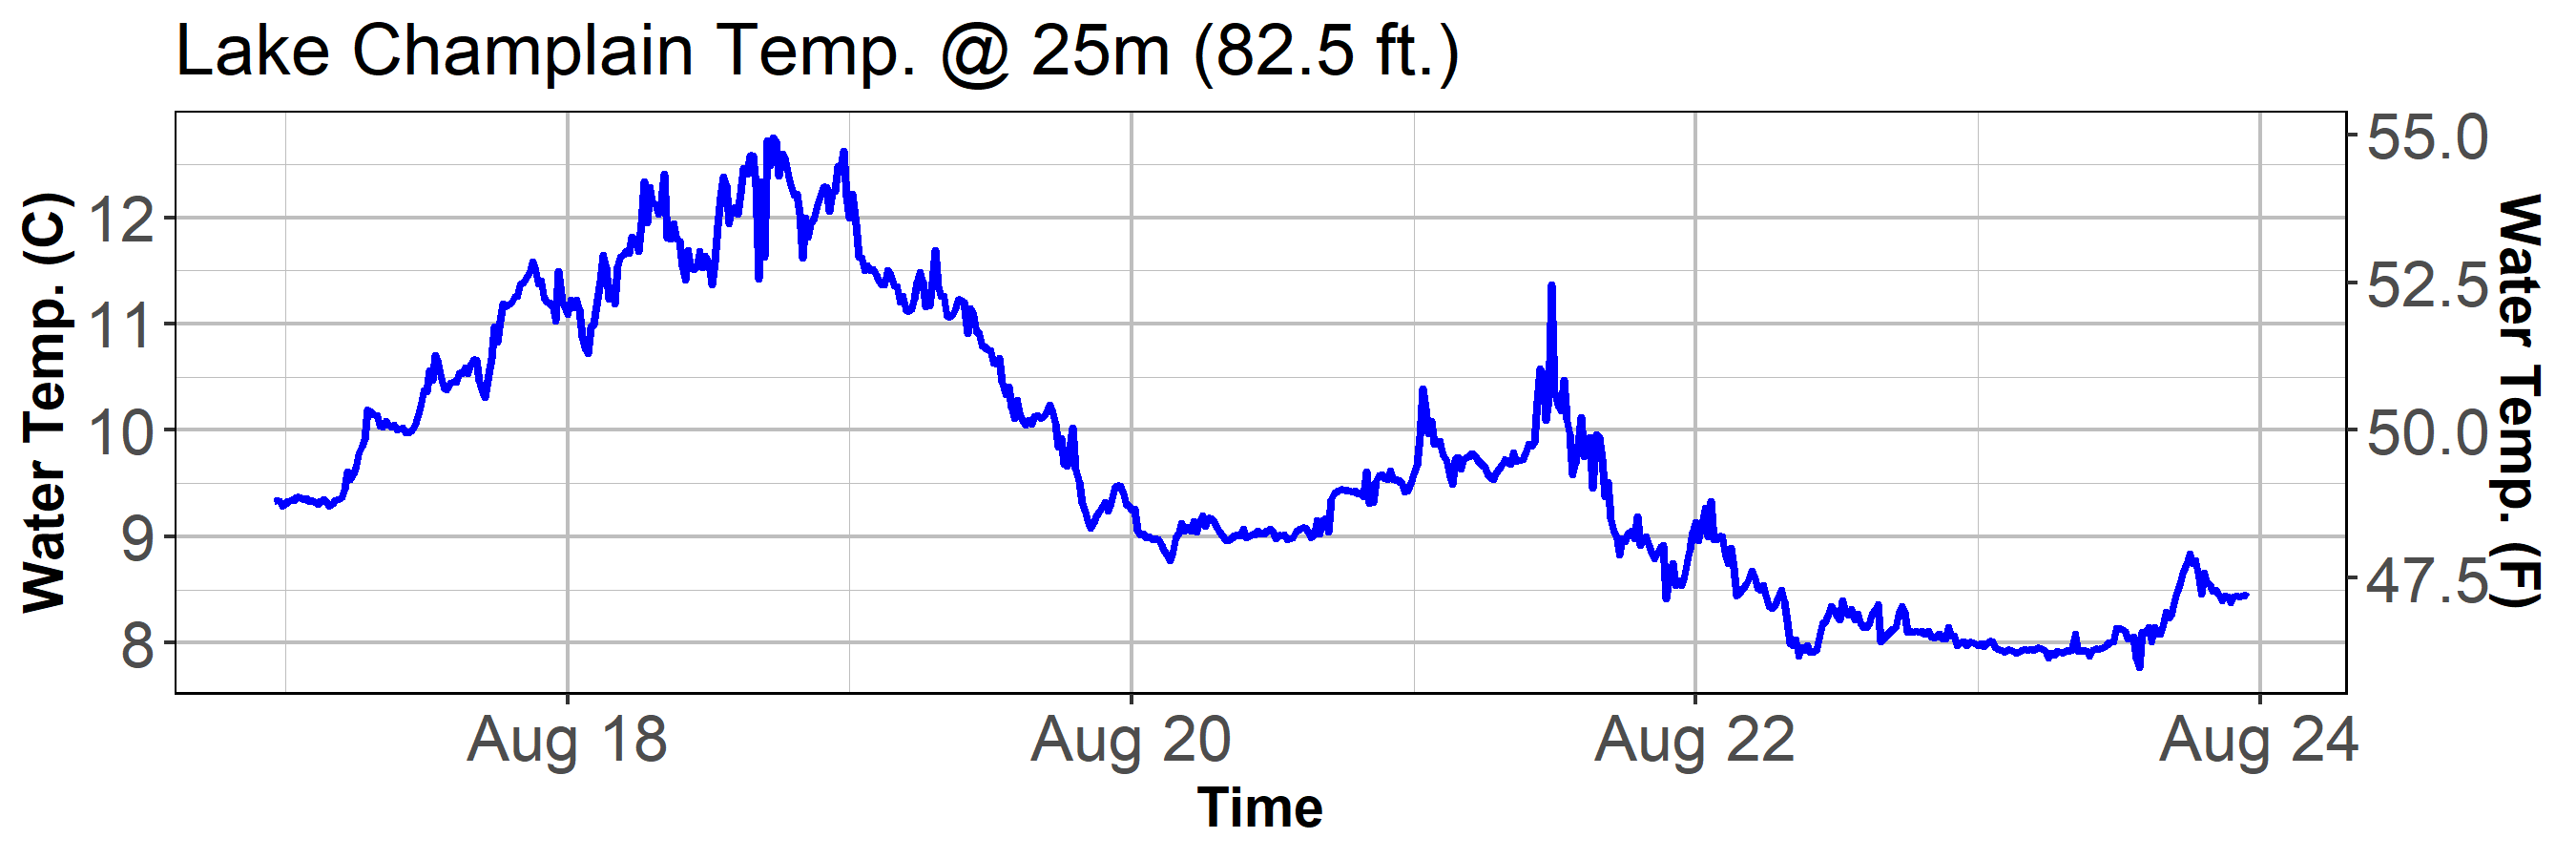 Lake Champlain Temp. @ 25m (82.5 ft.)
Water Temp. (C)
12
11
10
9
8
55.0
52.5
50.0
47.5
Water Temp. (F)
Aug 18 Aug 20 Aug 22 Aug 24
Time